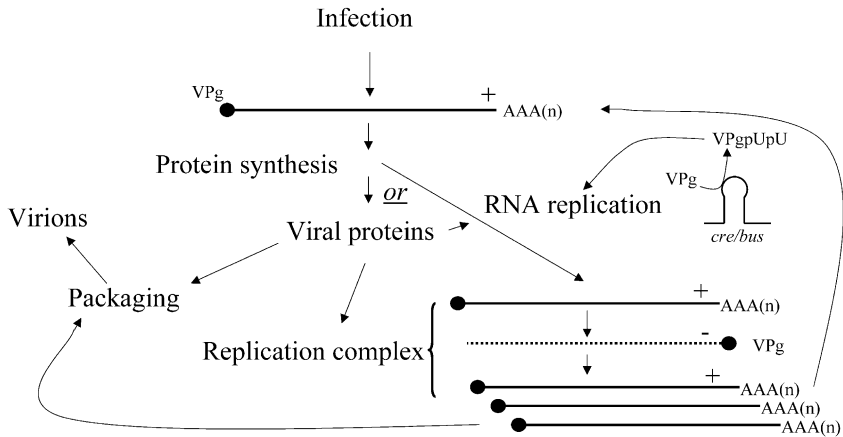 Infection
VPg
+
AAA(n)
VPgpUpU
Protein synthesis
VPg
or
RNA replication
Virions
Viral proteins
cre/bus
Packaging
+
AAA(n)
Replication complex
-
VPg
+
AAA(n)
AAA(n)
AAA(n)